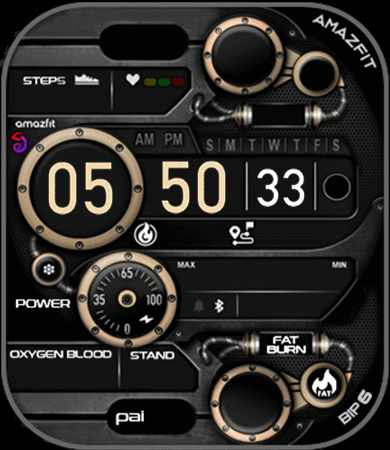 AMAZFIT
STEPS
amazfit
AM PM
S M T W T F S
05 50 33
MAX MIN
65
35 100
0
POWER
FAT BURN
OXYGEN BLOOD STAND
FAT
pai
BIP 6